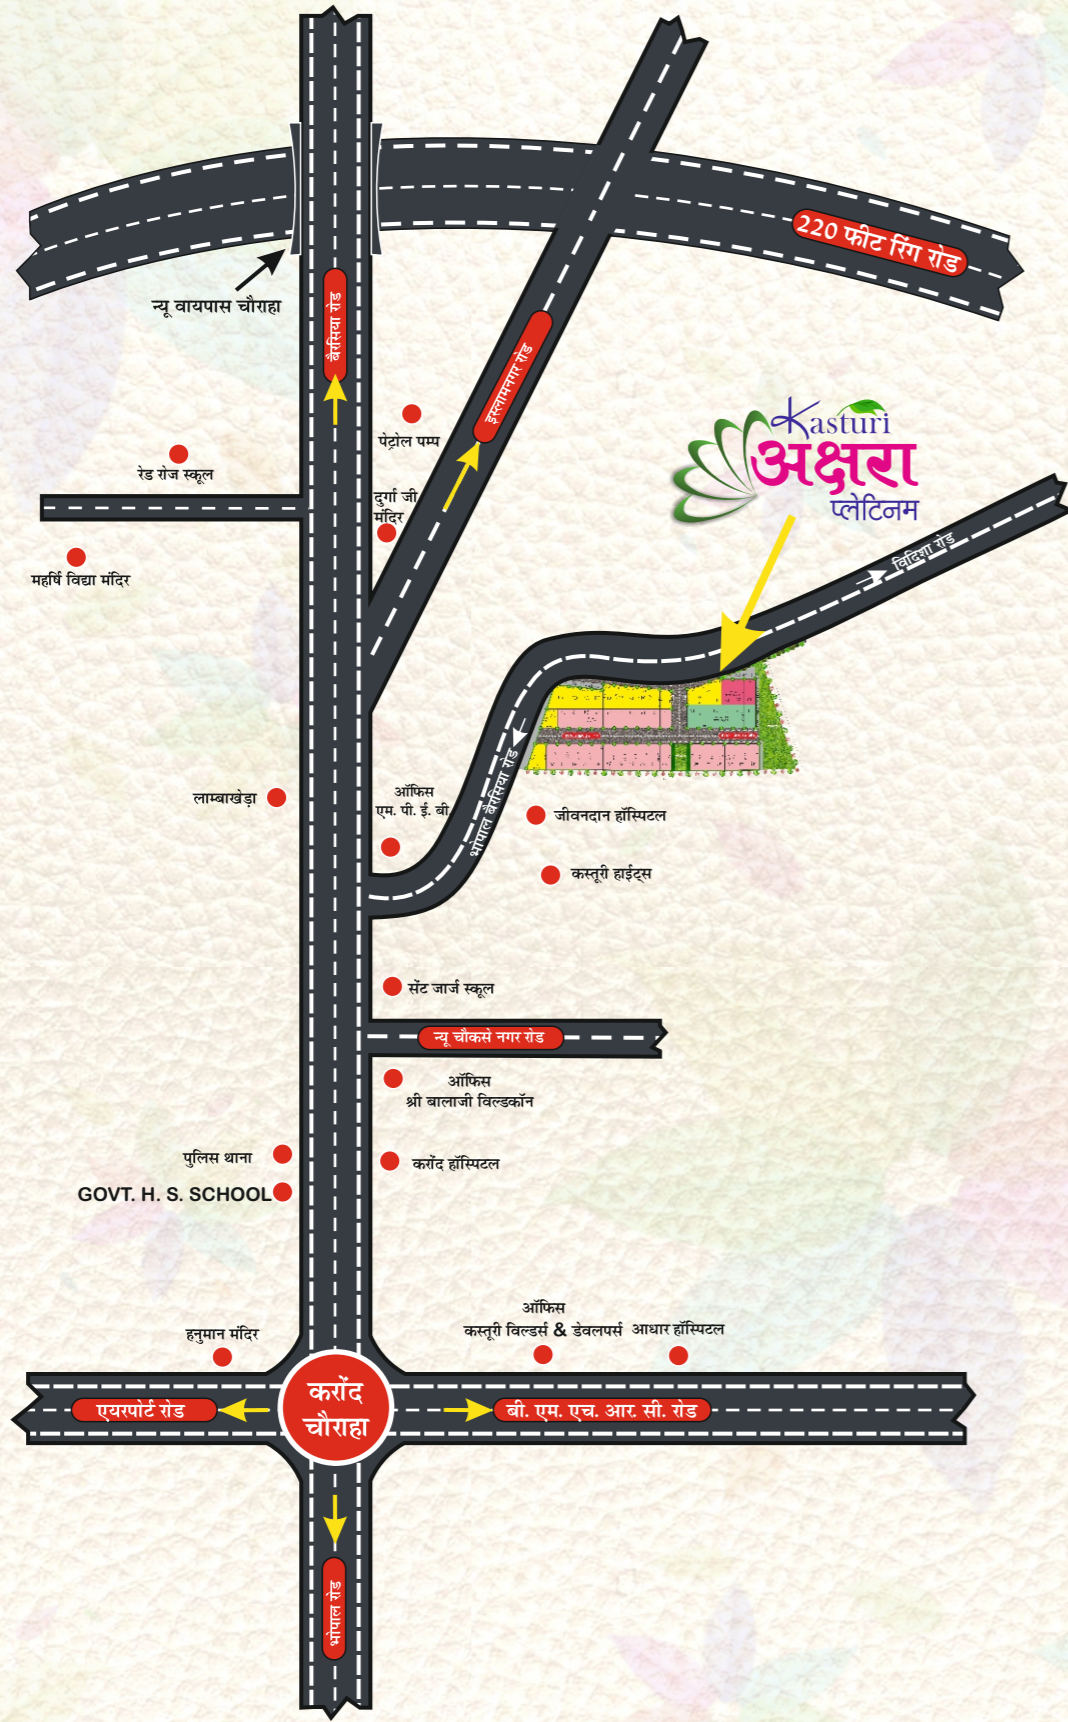 220 फीट रिंग रोड
न्यू वायपास चौराहा
बैरसिया रोड
इस्लामनगर रोड
पेट्रोल पम्प
Kasturi
अक्षरा
प्लेटिनम
रेड रोज स्कूल
दुर्गा जी
मंदिर
महर्षि विद्या मंदिर
विदिशा रोड
भोपाल बैरसिया रोड
लाम्बाखेड़ा
ऑफिस
एम. पी. ई. बी.
जीवनदान हॉस्पिटल
कस्तूरी हाईट्स
सेंट जार्ज स्कूल
न्यू चौकसे नगर रोड
ऑफिस
श्री बालाजी विल्डकॉन
पुलिस थाना
करोंद हॉस्पिटल
GOVT. H. S. SCHOOL
हनुमान मंदिर
ऑफिस
कस्तूरी विल्डर्स & डेवलपर्स
आधार हॉस्पिटल
एयरपोर्ट रोड
करोंद
चौराहा
बी. एम. एच. आर. सी. रोड
भोपाल रोड